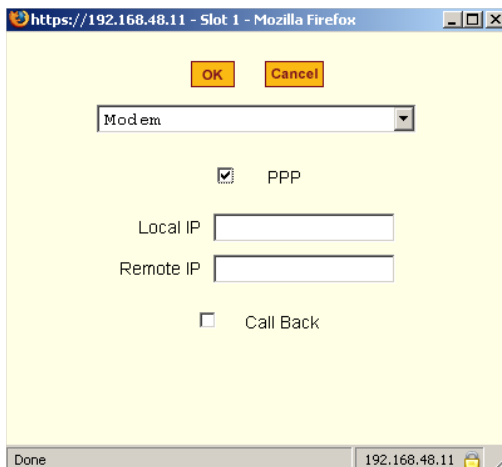 https://192.168.48.11 - Slot 1 - Mozilla Firefox
OK Cancel
Modem
PPP
Local IP
Remote IP
Call Back
Done 192.168.48.11